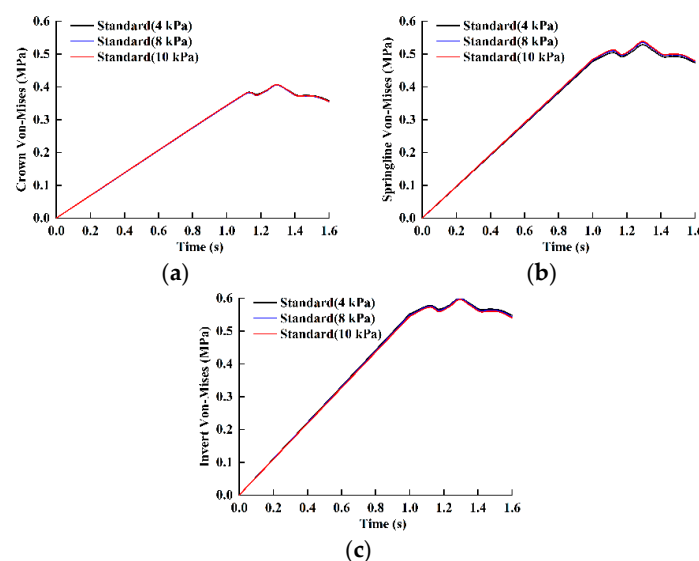 0.6
0.5
0.4
0.3
0.2
0.1
0.0
Crown Von-Mises (MPa)
Standard(4 kPa)
Standard(8 kPa)
Standard(10 kPa)
0.0 0.2 0.4 0.6 0.8 1.0 1.2 1.4 1.6
Time (s)
(a)
0.6
0.5
0.4
0.3
0.2
0.1
0.0
Springline Von-Mises (MPa)
Standard(4 kPa)
Standard(8 kPa)
Standard(10 kPa)
0.0 0.2 0.4 0.6 0.8 1.0 1.2 1.4 1.6
Time (s)
(b)
0.6
0.5
0.4
0.3
0.2
0.1
0.0
Invert Von-Mises (MPa)
Standard(4 kPa)
Standard(8 kPa)
Standard(10 kPa)
0.0 0.2 0.4 0.6 0.8 1.0 1.2 1.4 1.6
Time (s)
(c)